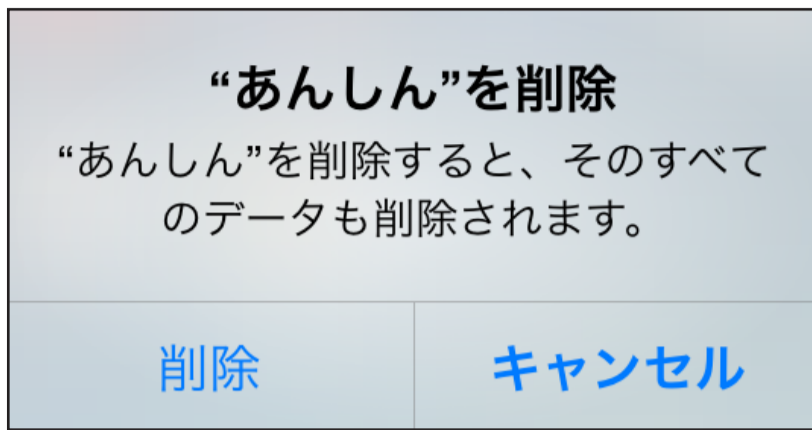 “あんしん”を削除
“あんしん”を削除すると、そのすべて
のデータも削除されます。
削除
キャンセル